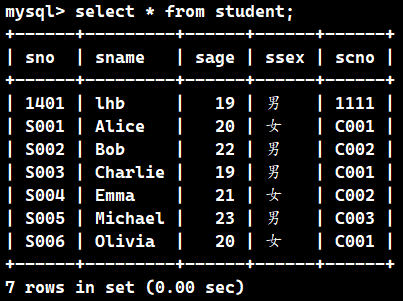 mysql> select * from student;
+------+---------+------+------+------+
| sno  | sname   | sage | ssex | scno |
+------+---------+------+------+------+
| 1401 | lhb     |   19 | 男   | 1111 |
| S001 | Alice   |   20 | 女   | C001 |
| S002 | Bob     |   22 | 男   | C002 |
| S003 | Charlie |   19 | 男   | C001 |
| S004 | Emma    |   21 | 女   | C002 |
| S005 | Michael |   23 | 男   | C003 |
| S006 | Olivia  |   20 | 女   | C001 |
+------+---------+------+------+------+
7 rows in set (0.00 sec)